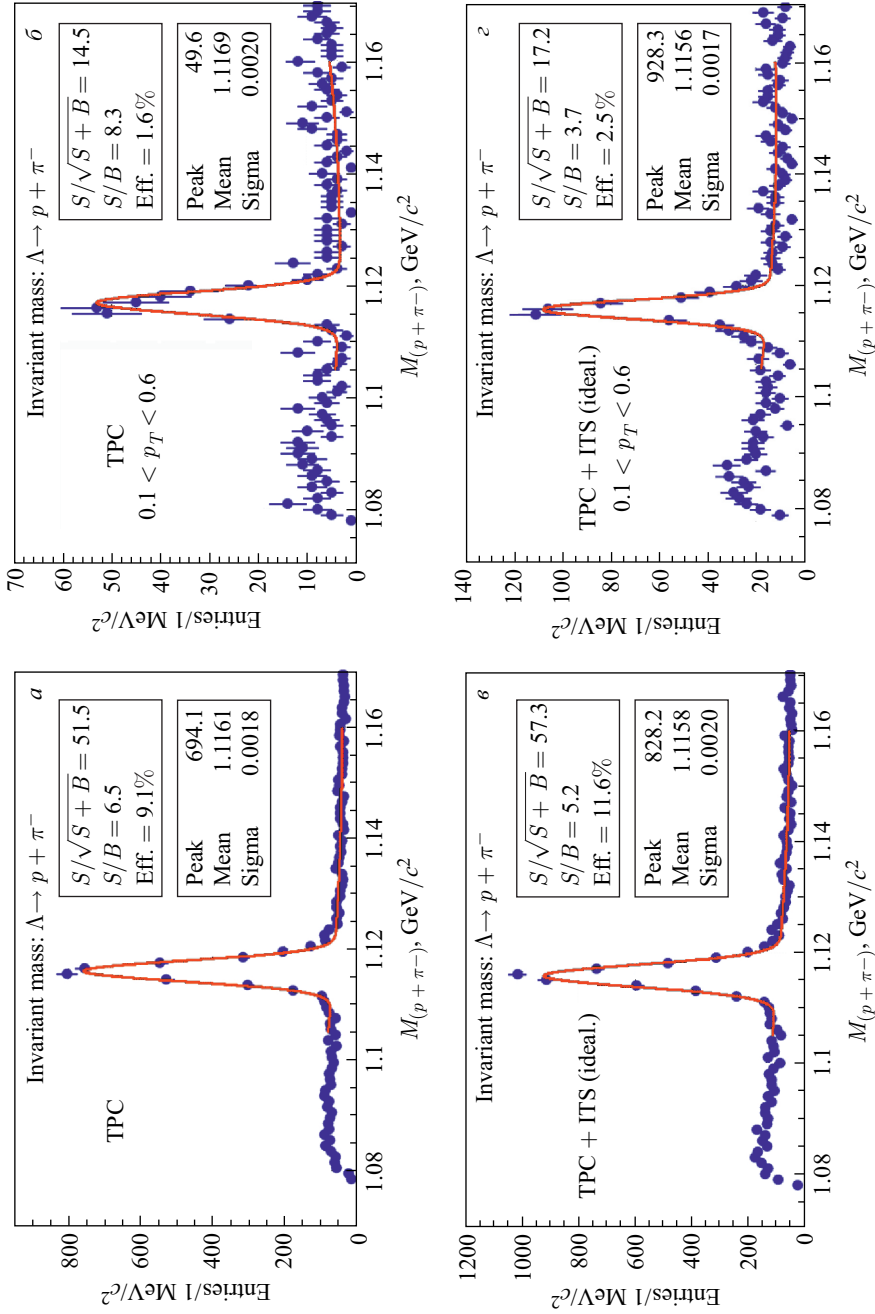 а
Invariant mass: Λ → p + π⁻
TPC
S/√S + B = 51.5
S/B = 6.5
Eff. = 9.1%
Peak 694.1
Mean 1.1161
Sigma 0.0018
Entries/1 MeV/c²
800
600
400
200
0
1.08 1.1 1.12 1.14 1.16
M(p+π−), GeV/c²
б
Invariant mass: Λ → p + π⁻
TPC
0.1 < pT < 0.6
S/√S + B = 14.5
S/B = 8.3
Eff. = 1.6%
Peak 49.6
Mean 1.1169
Sigma 0.0020
Entries/1 MeV/c²
70
60
50
40
30
20
10
0
1.08 1.1 1.12 1.14 1.16
M(p+π−), GeV/c²
в
Invariant mass: Λ → p + π⁻
TPC + ITS (ideal.)
S/√S + B = 57.3
S/B = 5.2
Eff. = 11.6%
Peak 828.2
Mean 1.1158
Sigma 0.0020
Entries/1 MeV/c²
1200
1000
800
600
400
200
0
1.08 1.1 1.12 1.14 1.16
M(p+π−), GeV/c²
г
Invariant mass: Λ → p + π⁻
TPC + ITS (ideal.)
0.1 < pT < 0.6
S/√S + B = 17.2
S/B = 3.7
Eff. = 2.5%
Peak 928.3
Mean 1.1156
Sigma 0.0017
Entries/1 MeV/c²
140
120
100
80
60
40
20
0
1.08 1.1 1.12 1.14 1.16
M(p+π−), GeV/c²